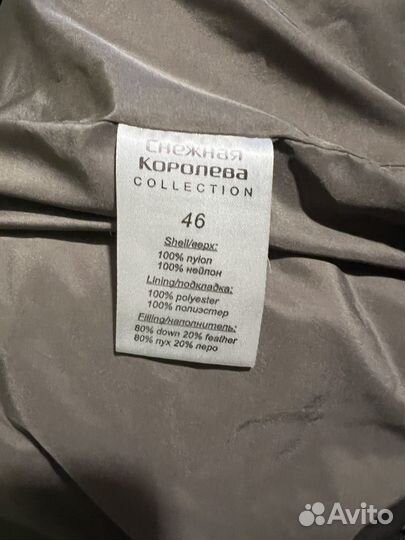 СНЕЖНАЯ
КОРОЛЕВА
COLLECTION
46
Shell/верх:
100% nylon
100% нейлон
Lining/подкладка:
100% polyester
100% полиэстер
Filling/наполнитель:
80% down 20% feather
80% пух 20% перо
Avito